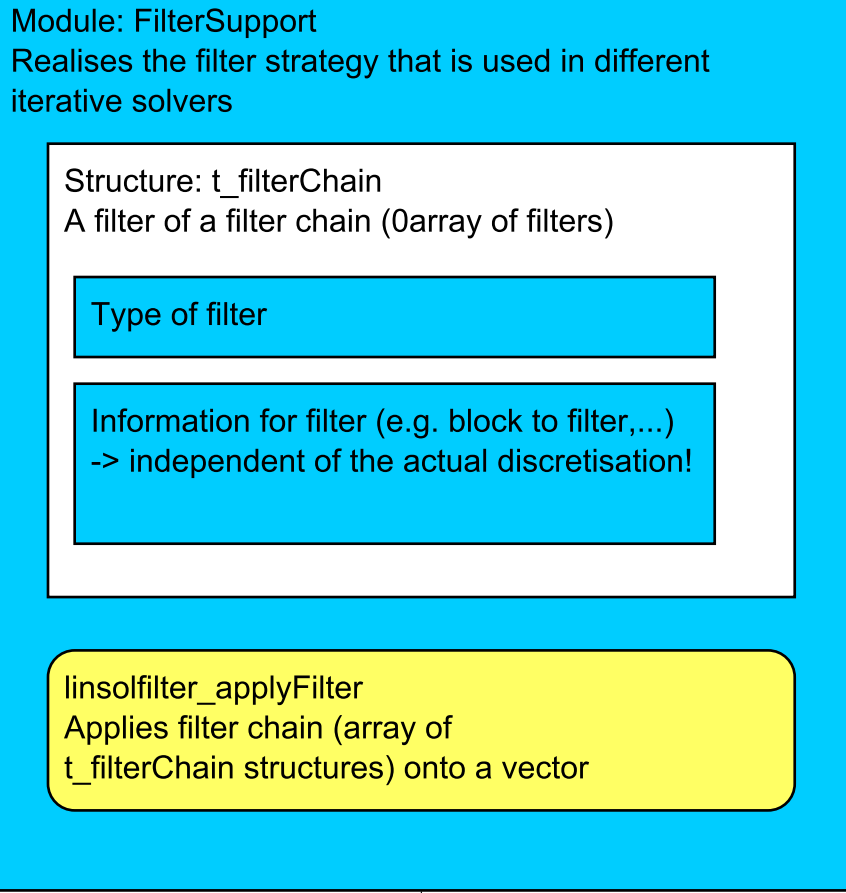 Module: FilterSupport
Realises the filter strategy that is used in different
iterative solvers
Structure: t_filterChain
A filter of a filter chain (0array of filters)
Type of filter
Information for filter (e.g. block to filter,...)
-> independent of the actual discretisation!
linsolfilter_applyFilter
Applies filter chain (array of
t_filterChain structures) onto a vector